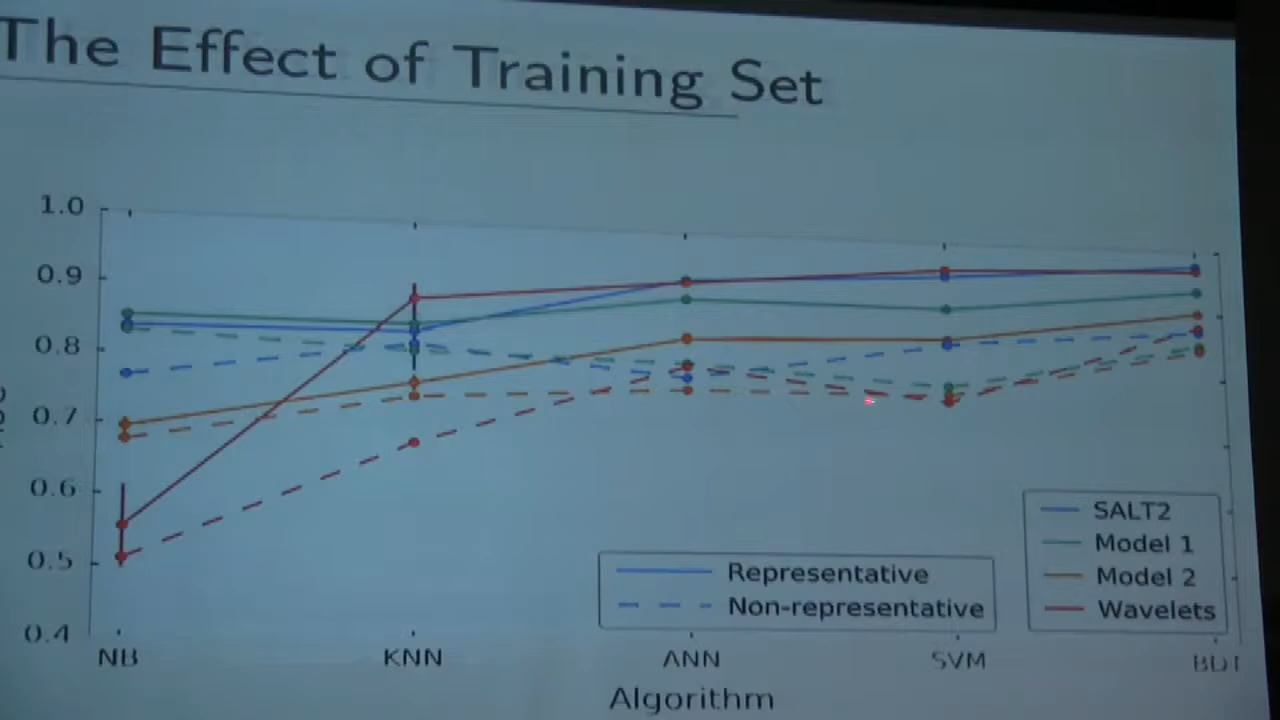 The Effect of Training Set
1.0
0.9
0.8
0.7
0.6
0.5
0.4
NB KNN ANN SVM BDT
Algorithm
Representative
Non-representative
SALT2
Model 1
Model 2
Wavelets